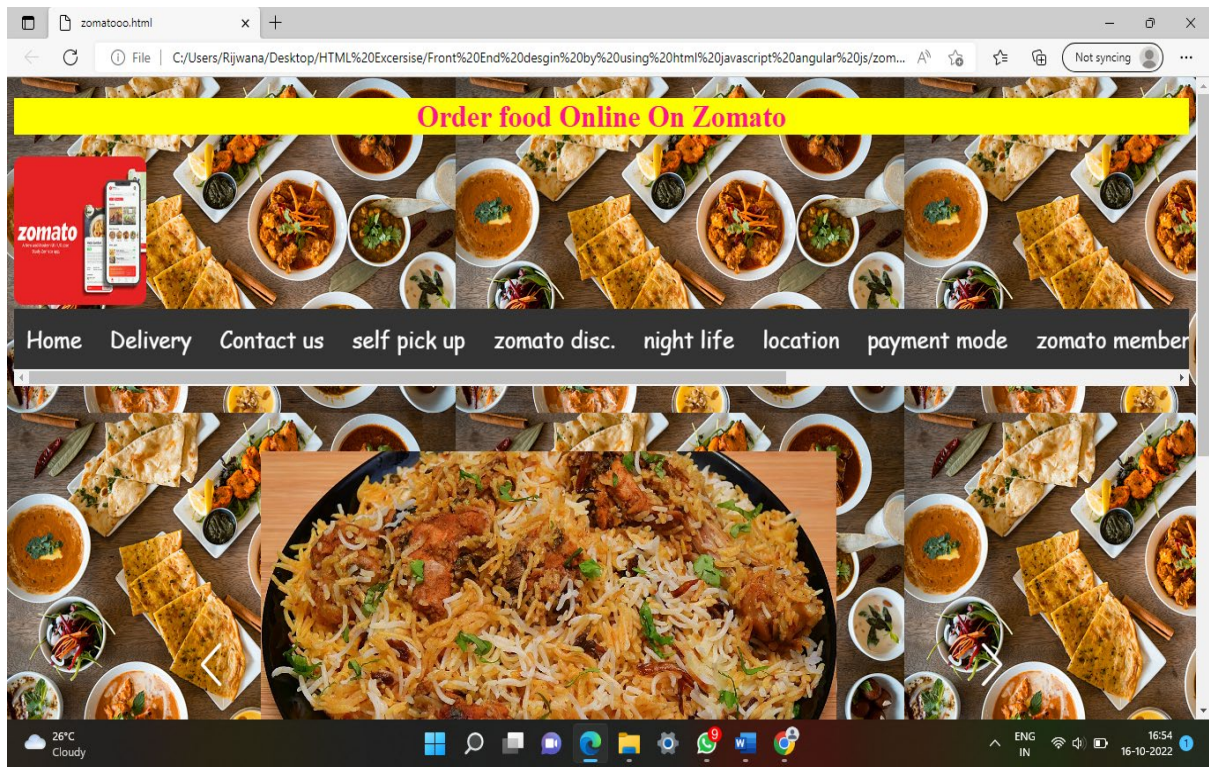 zomatooo.html
File | C:/Users/Rijwana/Desktop/HTML%20Excersise/Front%20End%20desgin%20by%20using%20html%20javascript%20angular%20js/zom...
Not syncing
Order food Online On Zomato
zomato
Home Delivery Contact us self pick up zomato disc. night life location payment mode zomato member
26°C
Cloudy
9
ENG
IN
16:54
16-10-2022
1